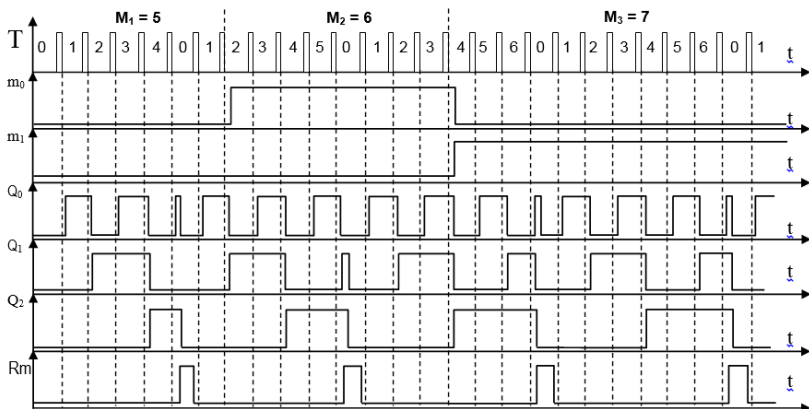 M₁ = 5 M₂ = 6 M₃ = 7
T 0 1 2 3 4 0 1 2 3 4 5 0 1 2 3 4 5 6 0 1 2 3 4 5 6 0 1 t
m₀ t
m₁ t
Q₀ t
Q₁ t
Q₂ t
Rm t